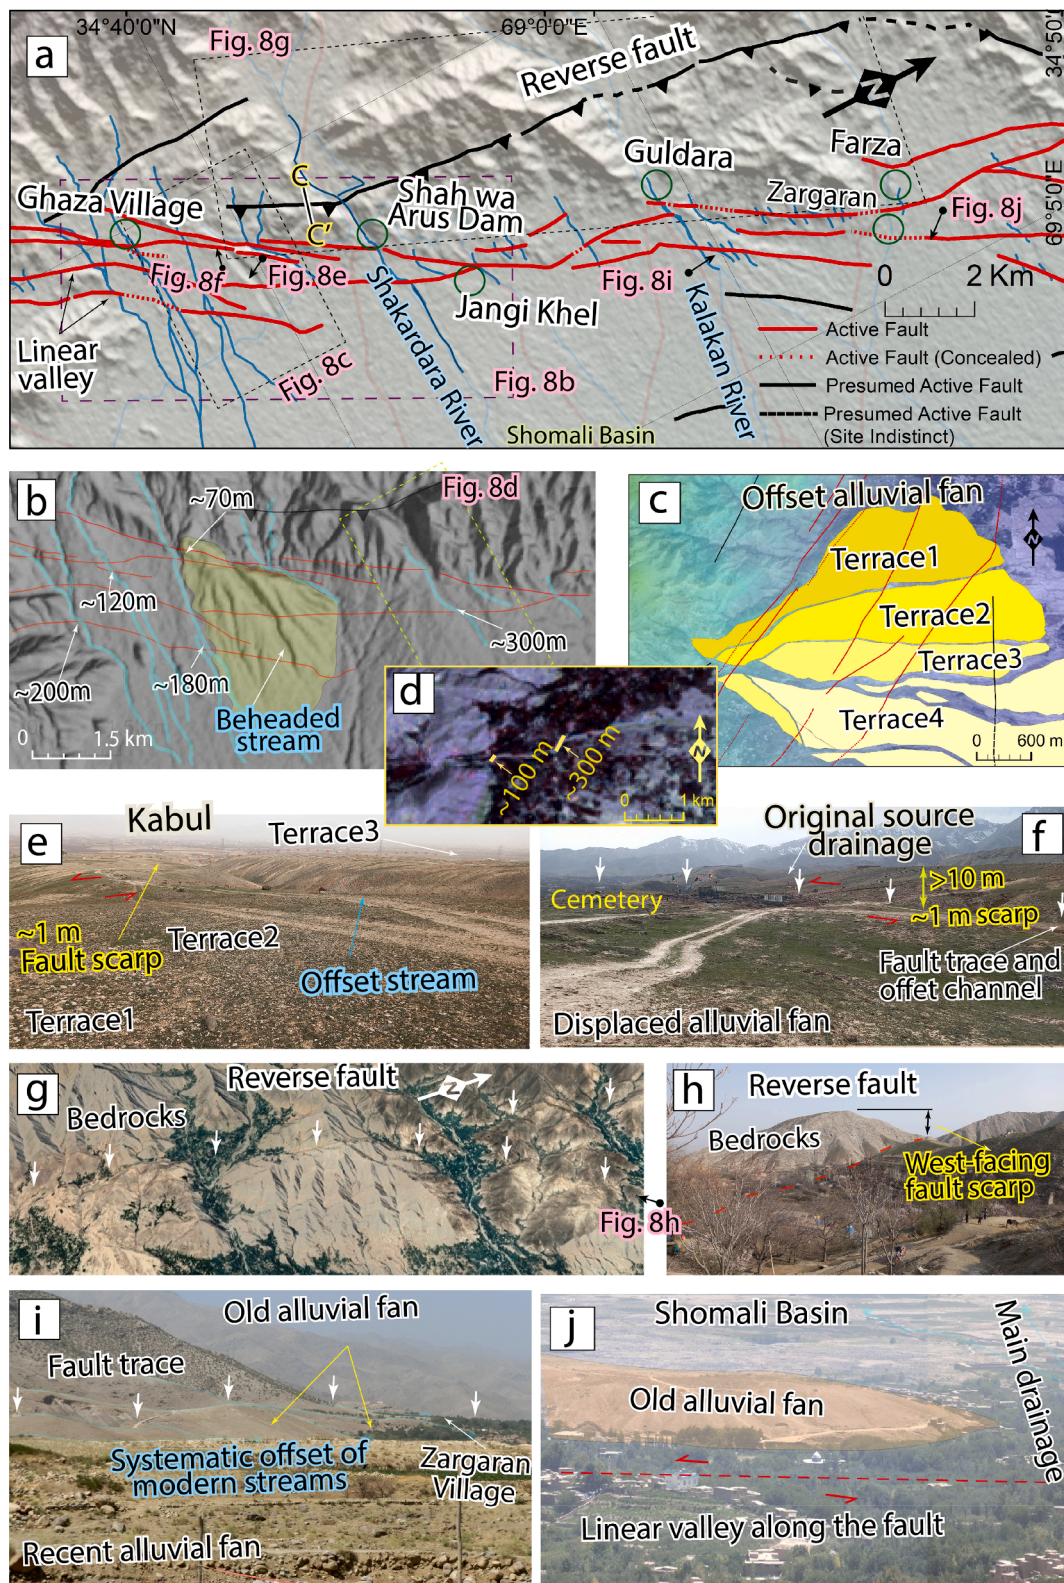 34°40'0"N
69°0'0"E
34°50'
a
Fig. 8g
Reverse fault
N
Guldara
Farza
C
Ghaza Village
Shah wa
Arus Dam
Zargaran
Fig. 8j
69°5'0"E
C'
Fig. 8f
Fig. 8e
Fig. 8i
0 2 Km
Jangi Khel
Shakardara River
Kalakan River
Linear
valley
Fig. 8c
Fig. 8b
Shomali Basin
Active Fault
Active Fault (Concealed)
Presumed Active Fault
Presumed Active Fault
(Site Indistinct)
b
~70m
Fig. 8d
~120m
~300m
~200m
~180m
Beheaded
stream
0 1.5 km
c
Offset alluvial fan
N
Terrace1
Terrace2
Terrace3
Terrace4
0 600 m
d
~100 m
~300 m
N
0 1 km
e
Kabul
Terrace3
~1 m
Fault scarp
Terrace2
Offset stream
Terrace1
f
Original source
drainage
>10 m
Cemetery
~1 m scarp
Fault trace and
offet channel
Displaced alluvial fan
g
Reverse fault
N
Bedrocks
Fig. 8h
h
Reverse fault
Bedrocks
West-facing
fault scarp
i
Old alluvial fan
Fault trace
Systematic offset of
modern streams
Zargaran
Village
Recent alluvial fan
j
Shomali Basin
Main drainage
Old alluvial fan
Linear valley along the fault